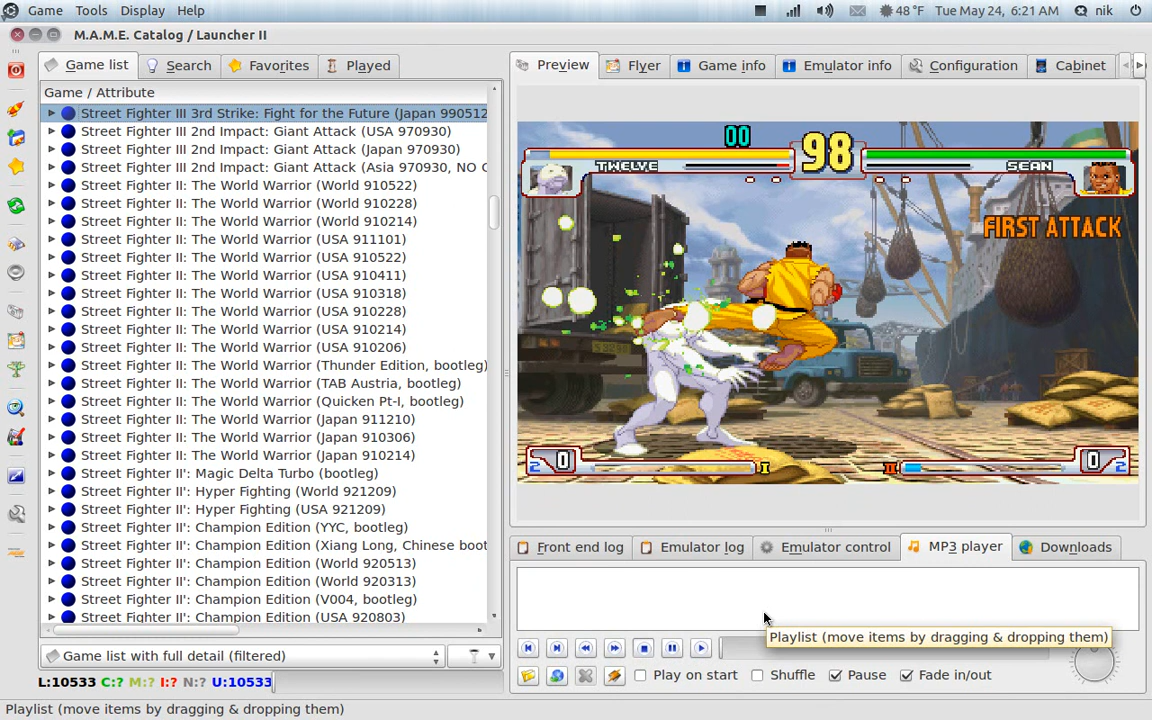 Game Tools Display Help
48 °F Tue May 24, 6:21 AM nik
M.A.M.E. Catalog / Launcher II
Game list Search Favorites Played
Game / Attribute
Street Fighter III 3rd Strike: Fight for the Future (Japan 990512
Street Fighter III 2nd Impact: Giant Attack (USA 970930)
Street Fighter III 2nd Impact: Giant Attack (Japan 970930)
Street Fighter III 2nd Impact: Giant Attack (Asia 970930, NO C
Street Fighter II: The World Warrior (World 910522)
Street Fighter II: The World Warrior (World 910228)
Street Fighter II: The World Warrior (World 910214)
Street Fighter II: The World Warrior (USA 911101)
Street Fighter II: The World Warrior (USA 910522)
Street Fighter II: The World Warrior (USA 910411)
Street Fighter II: The World Warrior (USA 910318)
Street Fighter II: The World Warrior (USA 910228)
Street Fighter II: The World Warrior (USA 910214)
Street Fighter II: The World Warrior (USA 910206)
Street Fighter II: The World Warrior (Thunder Edition, bootleg)
Street Fighter II: The World Warrior (TAB Austria, bootleg)
Street Fighter II: The World Warrior (Quicken Pt-I, bootleg)
Street Fighter II: The World Warrior (Japan 911210)
Street Fighter II: The World Warrior (Japan 910306)
Street Fighter II: The World Warrior (Japan 910214)
Street Fighter II': Magic Delta Turbo (bootleg)
Street Fighter II': Hyper Fighting (World 921209)
Street Fighter II': Hyper Fighting (USA 921209)
Street Fighter II': Champion Edition (YYC, bootleg)
Street Fighter II': Champion Edition (Xiang Long, Chinese boot
Street Fighter II': Champion Edition (World 920513)
Street Fighter II': Champion Edition (World 920313)
Street Fighter II': Champion Edition (V004, bootleg)
Street Fighter II': Champion Edition (USA 920803)
Game list with full detail (filtered)
L:10533 C:? M:? I:? N:? U:10533
Preview Flyer Game info Emulator info Configuration Cabinet
00
98
TWELVE SEAN
FIRST ATTACK
2 0 I II 0 2
Front end log Emulator log Emulator control MP3 player Downloads
Playlist (move items by dragging & dropping them)
Play on start Shuffle Pause Fade in/out
Playlist (move items by dragging & dropping them)